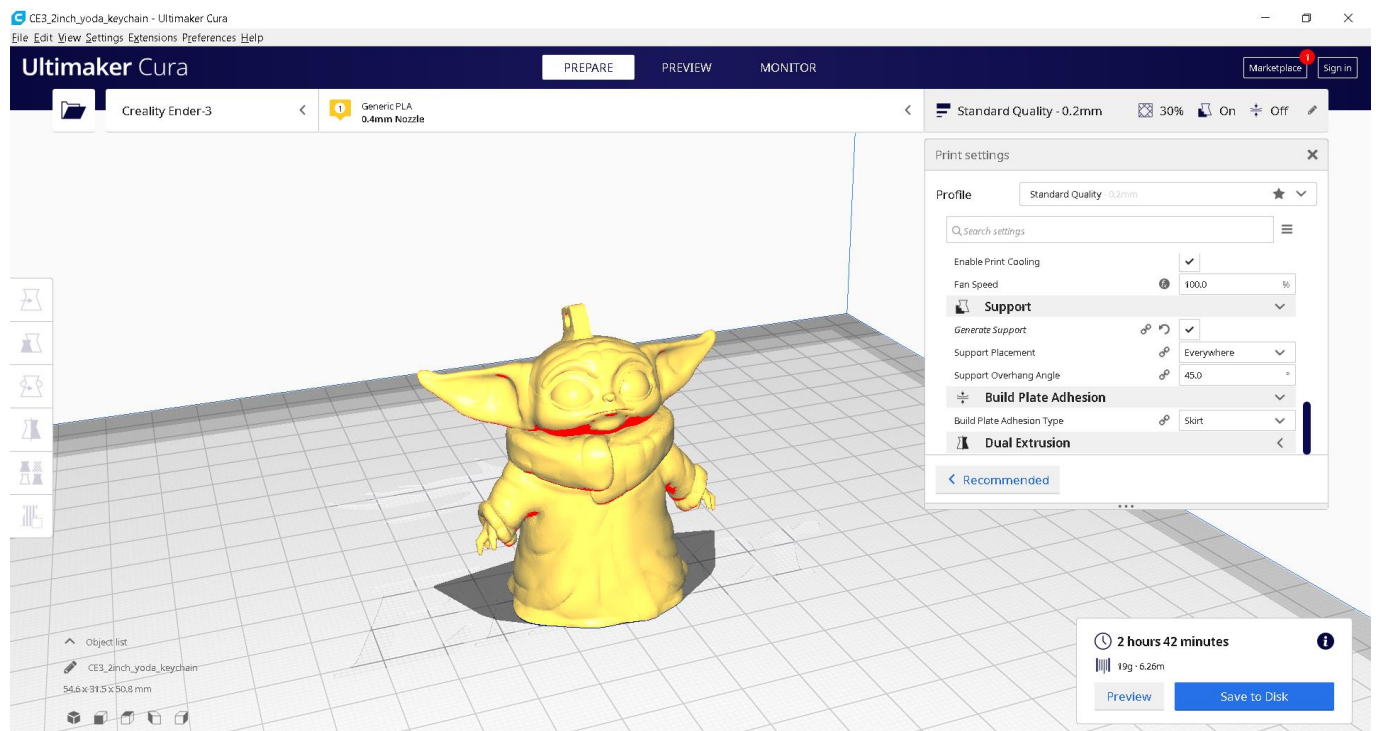 CE3_2inch_yoda_keychain - Ultimaker Cura
File Edit View Settings Extensions Preferences Help
Ultimaker Cura
PREPARE
PREVIEW
MONITOR
1
Marketplace
Sign in
Creality Ender-3
1
Generic PLA
0.4mm Nozzle
Standard Quality - 0.2mm
30%
On
Off
Print settings
Profile
Standard Quality 0.2mm
Search settings
Enable Print Cooling
Fan Speed
100.0 %
Support
Generate Support
Support Placement
Everywhere
Support Overhang Angle
45.0 °
Build Plate Adhesion
Build Plate Adhesion Type
Skirt
Dual Extrusion
Recommended
Object list
CE3_2inch_yoda_keychain
54.6 x 31.5 x 50.8 mm
2 hours 42 minutes
19g · 6.26m
Preview
Save to Disk